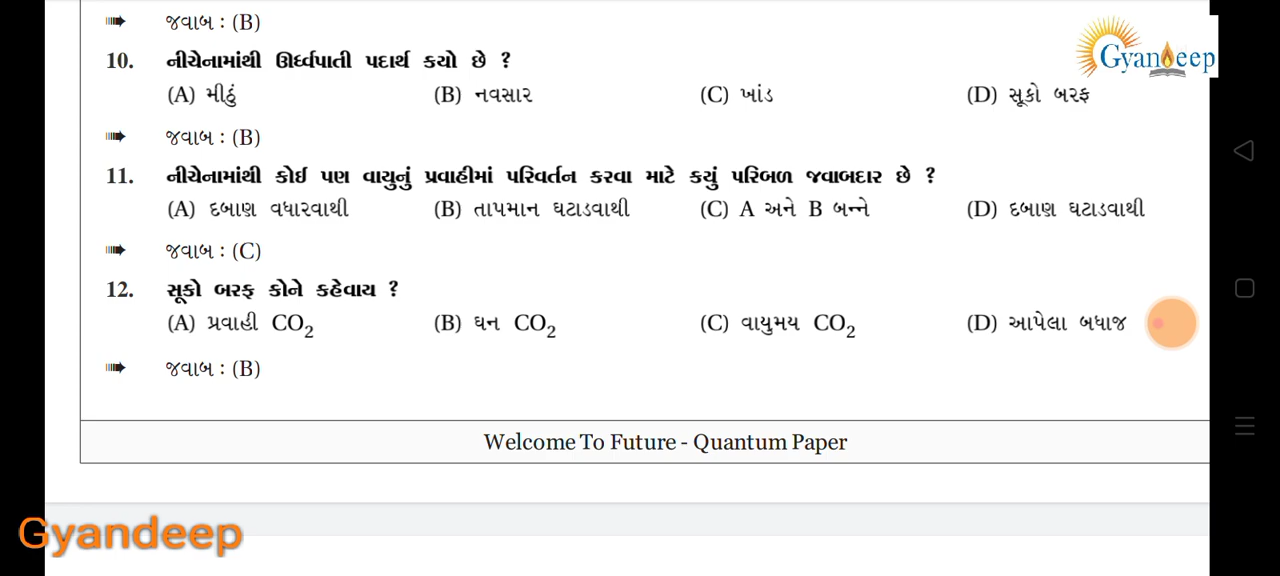 ➠ જવાબ : (B)
Gyandeep
10. નીચેનામાંથી ઊર્ધ્વપાતી પદાર્થ કયો છે ?
(A) મીઠું (B) નવસાર (C) ખાંડ (D) સૂકો બરફ
➠ જવાબ : (B)
11. નીચેનામાંથી કોઈ પણ વાયુનું પ્રવાહીમાં પરિવર્તન કરવા માટે કયું પરિબળ જવાબદાર છે ?
(A) દબાણ વધારવાથી (B) તાપમાન ઘટાડવાથી (C) A અને B બન્ને (D) દબાણ ઘટાડવાથી
➠ જવાબ : (C)
12. સૂકો બરફ કોને કહેવાય ?
(A) પ્રવાહી CO₂ (B) ઘન CO₂ (C) વાયુમય CO₂ (D) આપેલા બધાજ
➠ જવાબ : (B)
Welcome To Future - Quantum Paper
Gyandeep